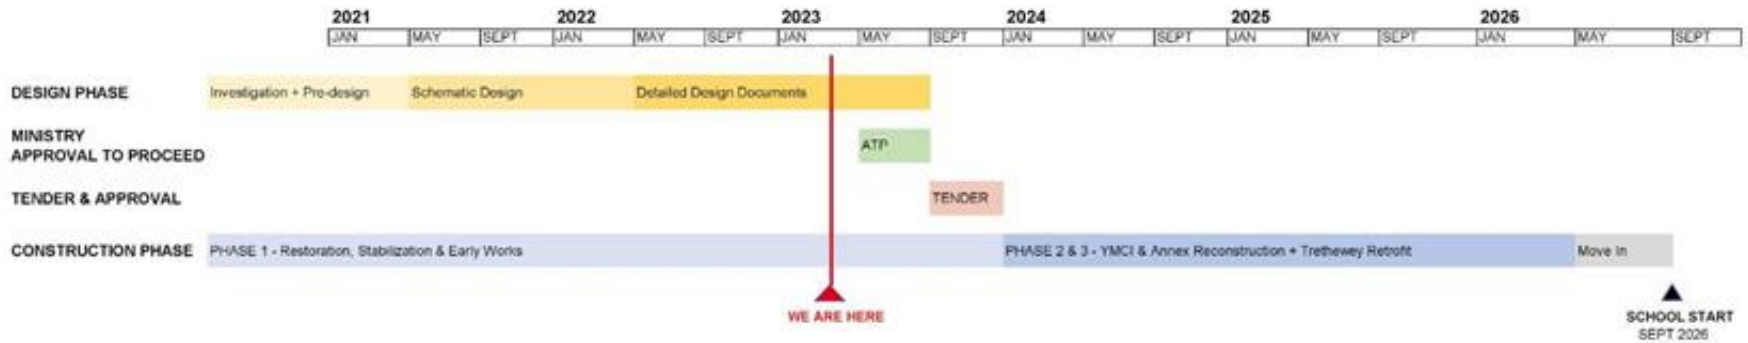 2021 2022 2023 2024 2025 2026
JAN MAY SEPT JAN MAY SEPT JAN MAY SEPT JAN MAY SEPT JAN MAY SEPT JAN MAY SEPT
DESIGN PHASE Investigation + Pre-design Schematic Design Detailed Design Documents
MINISTRY
APPROVAL TO PROCEED ATP
TENDER & APPROVAL TENDER
CONSTRUCTION PHASE PHASE 1 - Restoration, Stabilization & Early Works PHASE 2 & 3 - YMCI & Annex Reconstruction + Trethewey Retrofit Move In
WE ARE HERE SCHOOL START
SEPT 2026